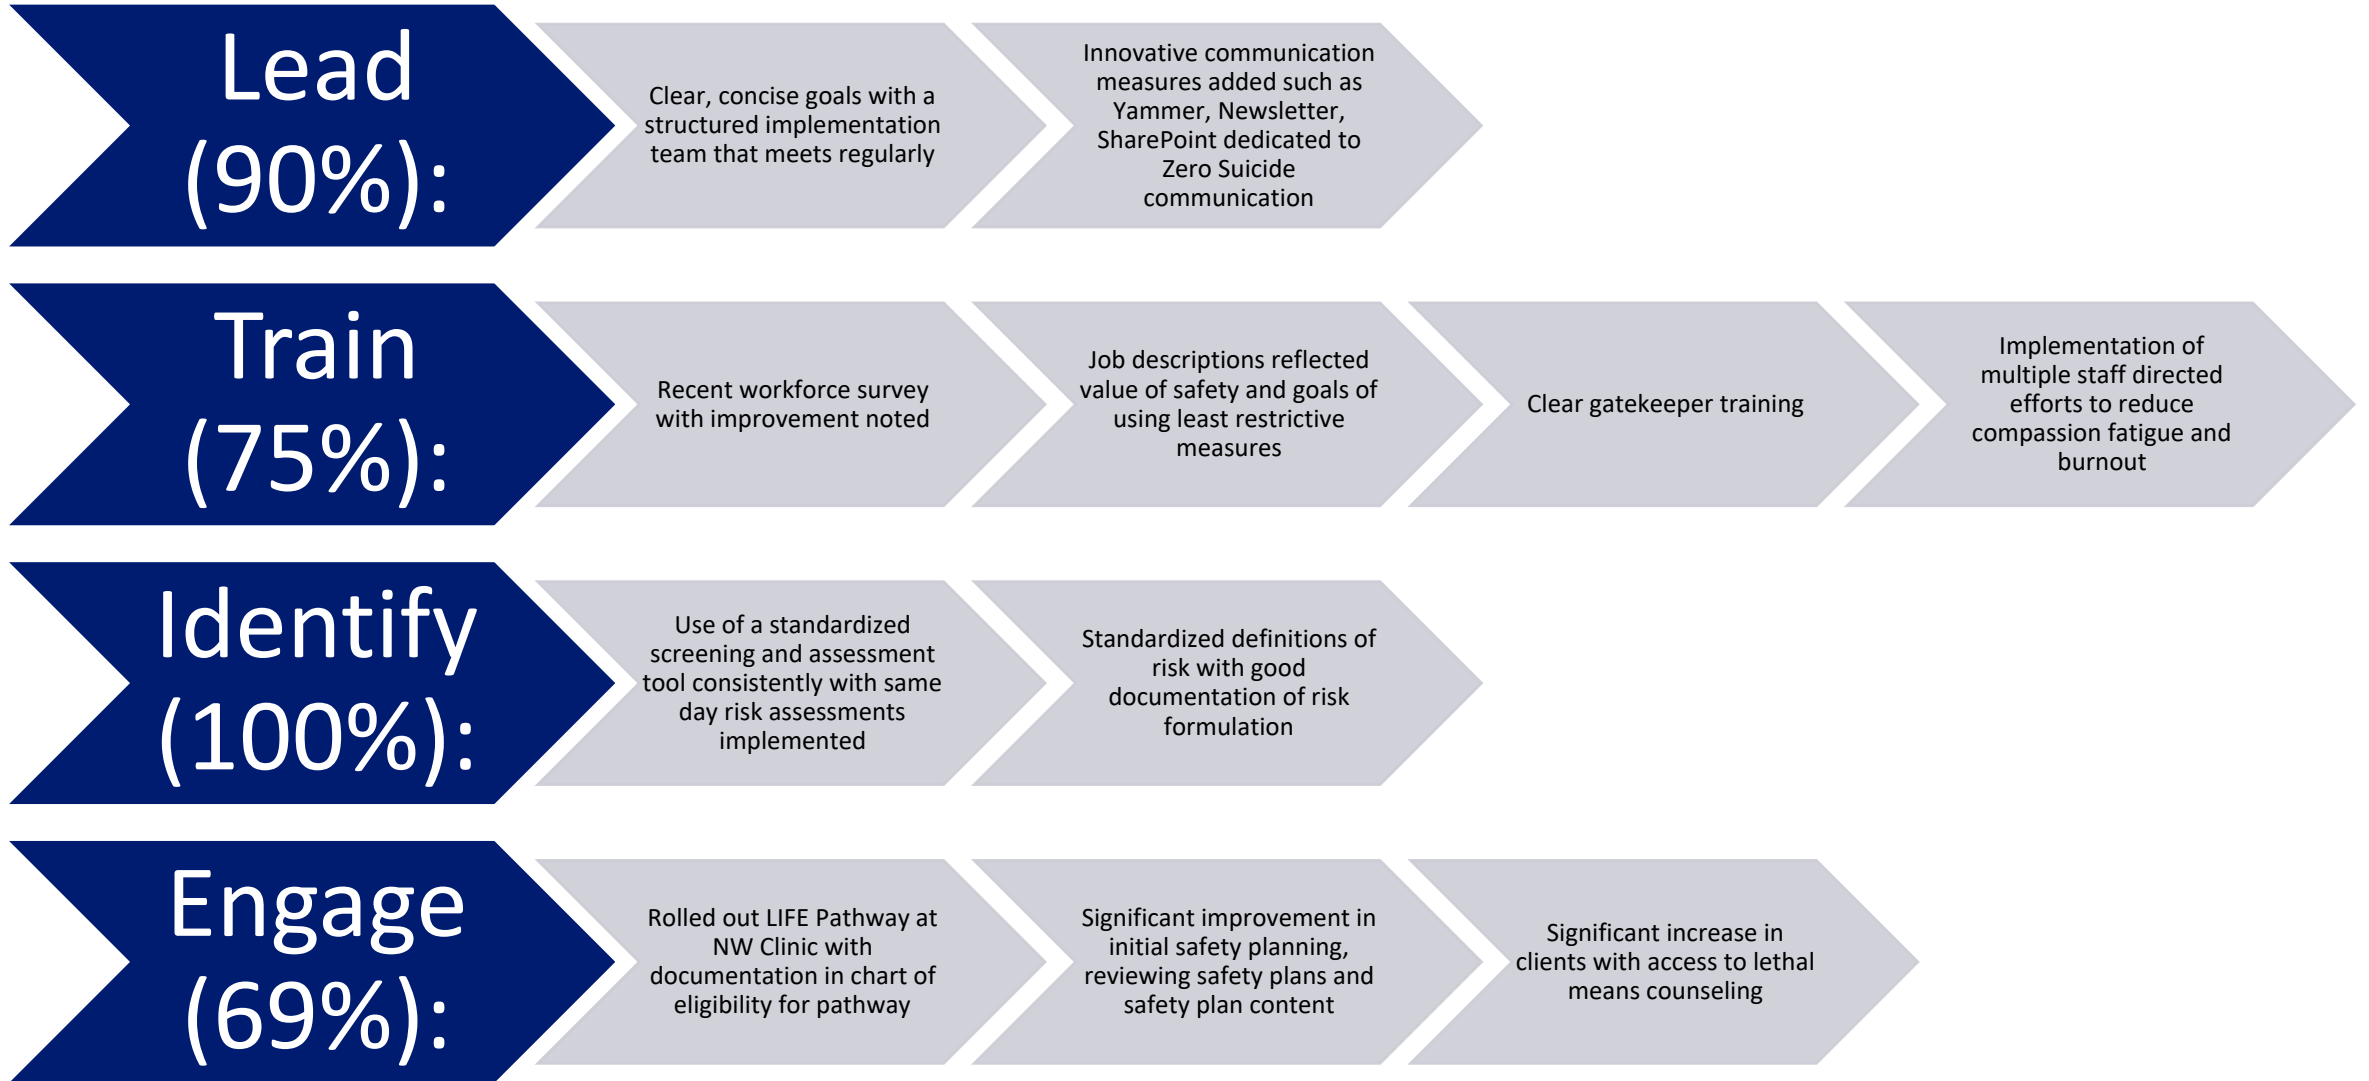 Lead
(90%):
Clear, concise goals with a
structured implementation
team that meets regularly
Innovative communication
measures added such as
Yammer, Newsletter,
SharePoint dedicated to
Zero Suicide
communication
Train
(75%):
Recent workforce survey
with improvement noted
Job descriptions reflected
value of safety and goals of
using least restrictive
measures
Clear gatekeeper training
Implementation of
multiple staff directed
efforts to reduce
compassion fatigue and
burnout
Identify
(100%):
Use of a standardized
screening and assessment
tool consistently with same
day risk assessments
implemented
Standardized definitions of
risk with good
documentation of risk
formulation
Engage
(69%):
Rolled out LIFE Pathway at
NW Clinic with
documentation in chart of
eligibility for pathway
Significant improvement in
initial safety planning,
reviewing safety plans and
safety plan content
Significant increase in
clients with access to lethal
means counseling